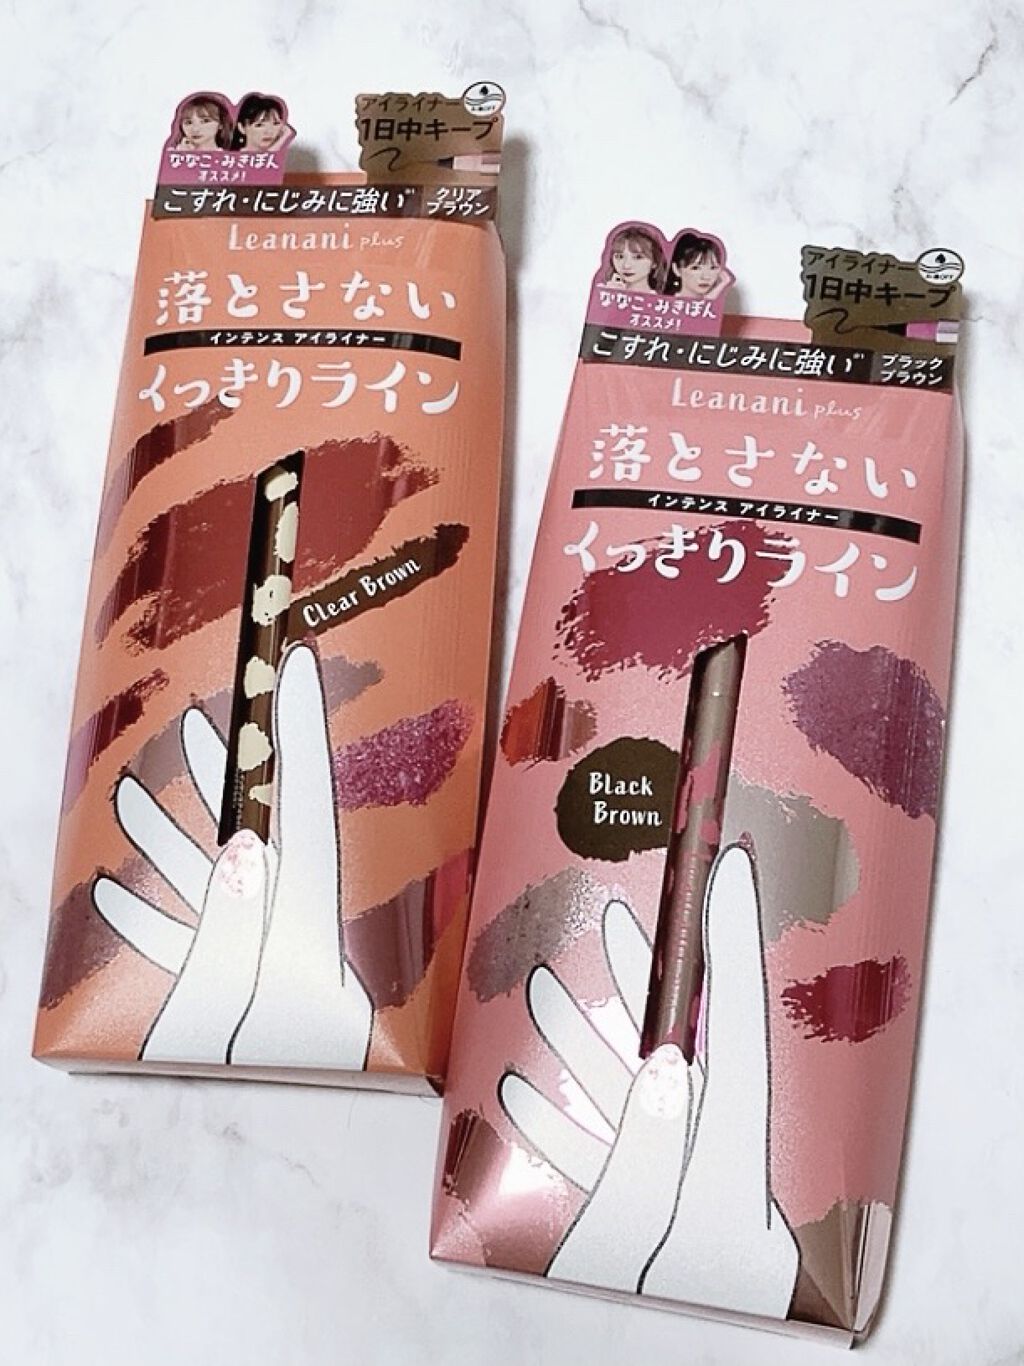 ななこ・みきぽん
オススメ!
アイライナー
1日中キープ
こすれ・にじみに強い
クリア
ブラウン
Leanani plus
落とさない
インテンス アイライナー
くっきりライン
Clear Brown
ななこ・みきぽん
オススメ!
アイライナー
1日中キープ
こすれ・にじみに強い
ブラック
ブラウン
Leanani plus
落とさない
インテンス アイライナー
くっきりライン
Black
Brown